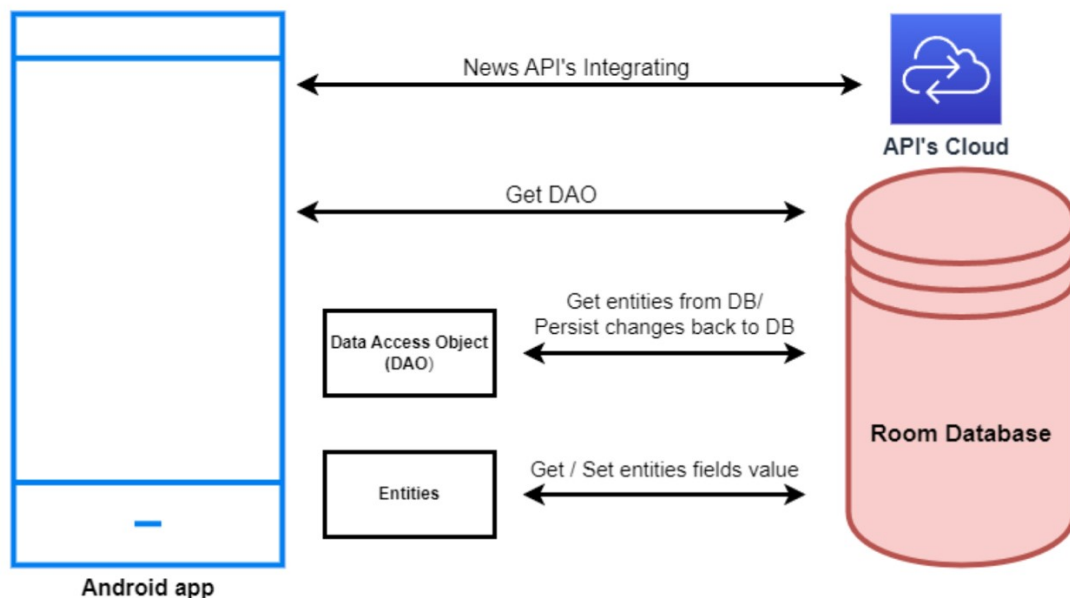 News API's Integrating
API's Cloud
Get DAO
Get entities from DB/
Persist changes back to DB
Data Access Object
(DAO)
Room Database
Get / Set entities fields value
Entities
Android app